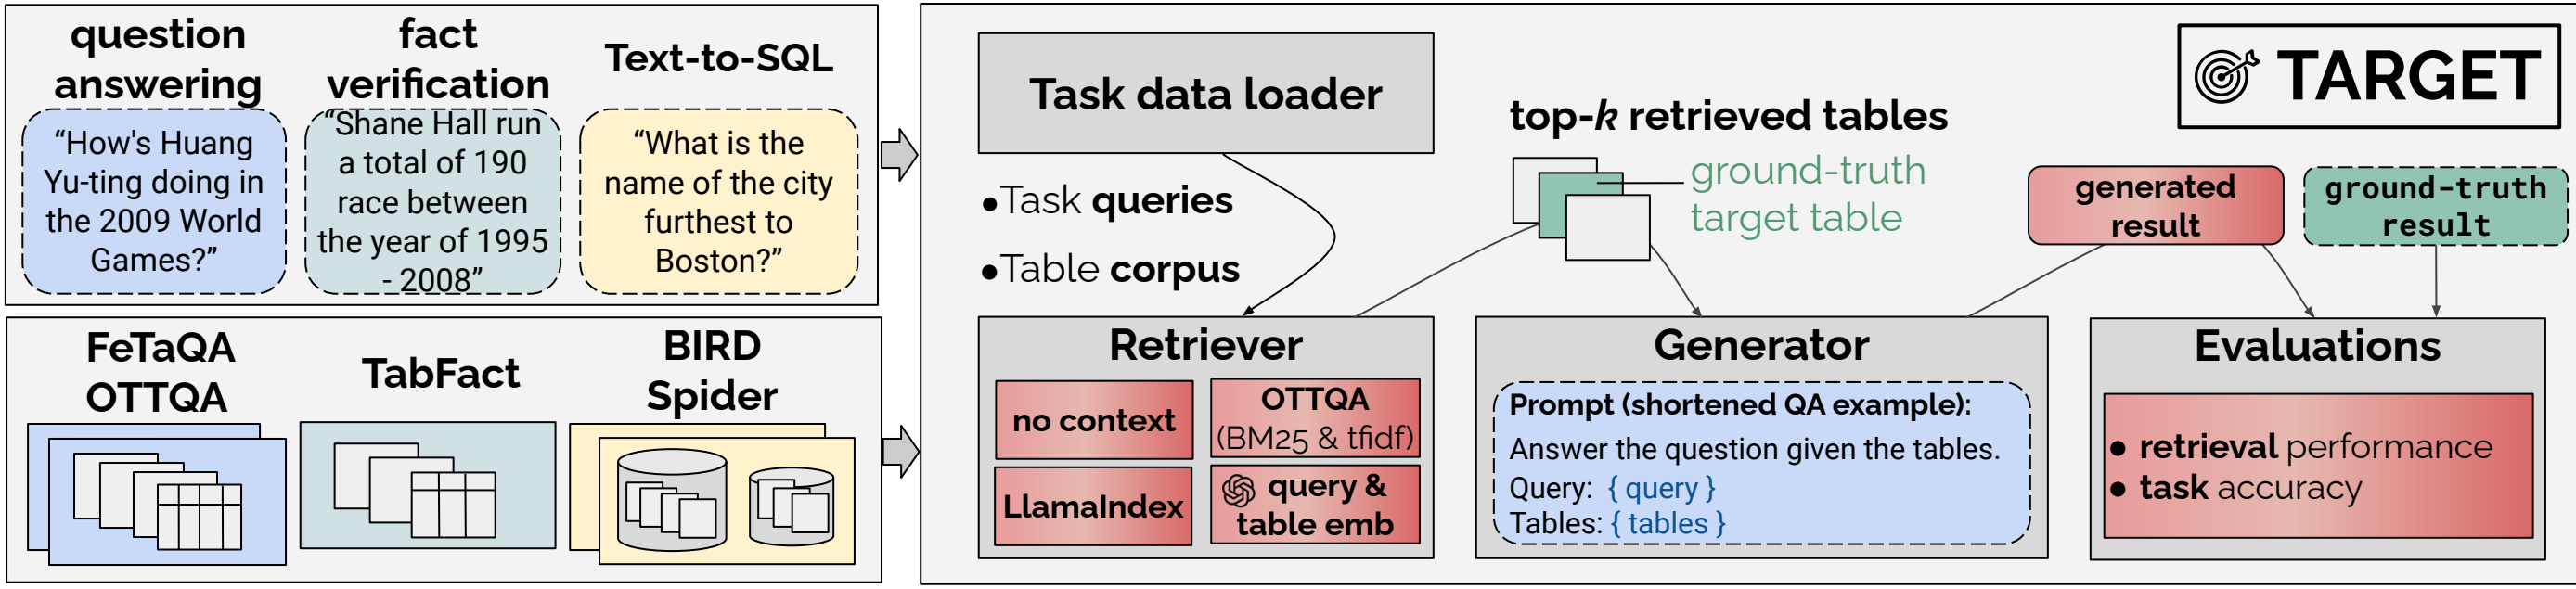 question
answering
fact
verification
Text-to-SQL
“How's Huang
Yu-ting doing in
the 2009 World
Games?”
“Shane Hall run
a total of 190
race between
the year of 1995
- 2008”
“What is the
name of the city
furthest to
Boston?”
FeTaQA
OTTQA
TabFact
BIRD
Spider
Task data loader
●Task queries
●Table corpus
top-k retrieved tables
ground-truth
target table
TARGET
generated
result
ground-truth
result
Retriever
no context
OTTQA
(BM25 & tfidf)
LlamaIndex
query &
table emb
Generator
Prompt (shortened QA example):
Answer the question given the tables.
Query: { query }
Tables: { tables }
Evaluations
● retrieval performance
● task accuracy